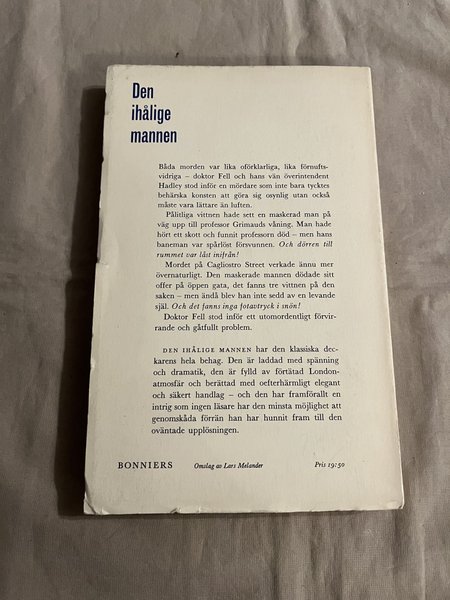 Den
ihålige
mannen
Båda morden var lika oförklarliga, lika förnufts-
vidriga – doktor Fell och hans vän överintendent
Hadley stod inför en mördare som inte bara tycktes
behärska konsten att göra sig osynlig utan också
måste vara lättare än luften.
Pålitliga vittnen hade sett en maskerad man på
väg upp till professor Grimauds våning. Man hade
hört ett skott och funnit professorn död – men hans
baneman var spårlöst försvunnen. Och dörren till
rummet var låst inifrån!
Mordet på Cagliostro Street verkade ännu mer
övernaturligt. Den maskerade mannen dödade sitt
offer på öppen gata, det fanns tre vittnen på den
saken – men ändå blev han inte sedd av en levande
själ. Och det fanns inga fotavtryck i snön!
Doktor Fell stod inför ett utomordentligt förvir-
rande och gåtfullt problem.
DEN IHÅLIGE MANNEN har den klassiska dec-
karens hela behag. Den är laddad med spänning
och dramatik, den är fylld av förtätad London-
atmosfär och berättad med oefterhärmligt elegant
och säkert handlag – och den har framförallt en
intrig som ingen läsare har den minsta möjlighet att
genomskåda förrän han har hunnit fram till den
oväntade upplösningen.
BONNIERS Omslag av Lars Melander Pris 19:50